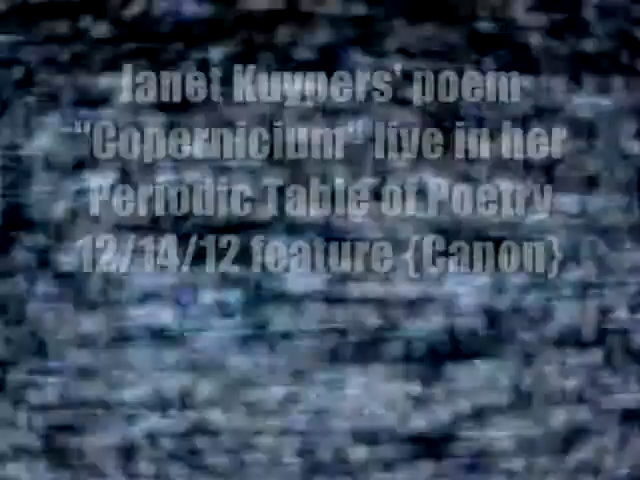 Janet Kuypers' poem
"Copernicium" live in her
Periodic Table of Poetry
12/14/12 feature {Canon}